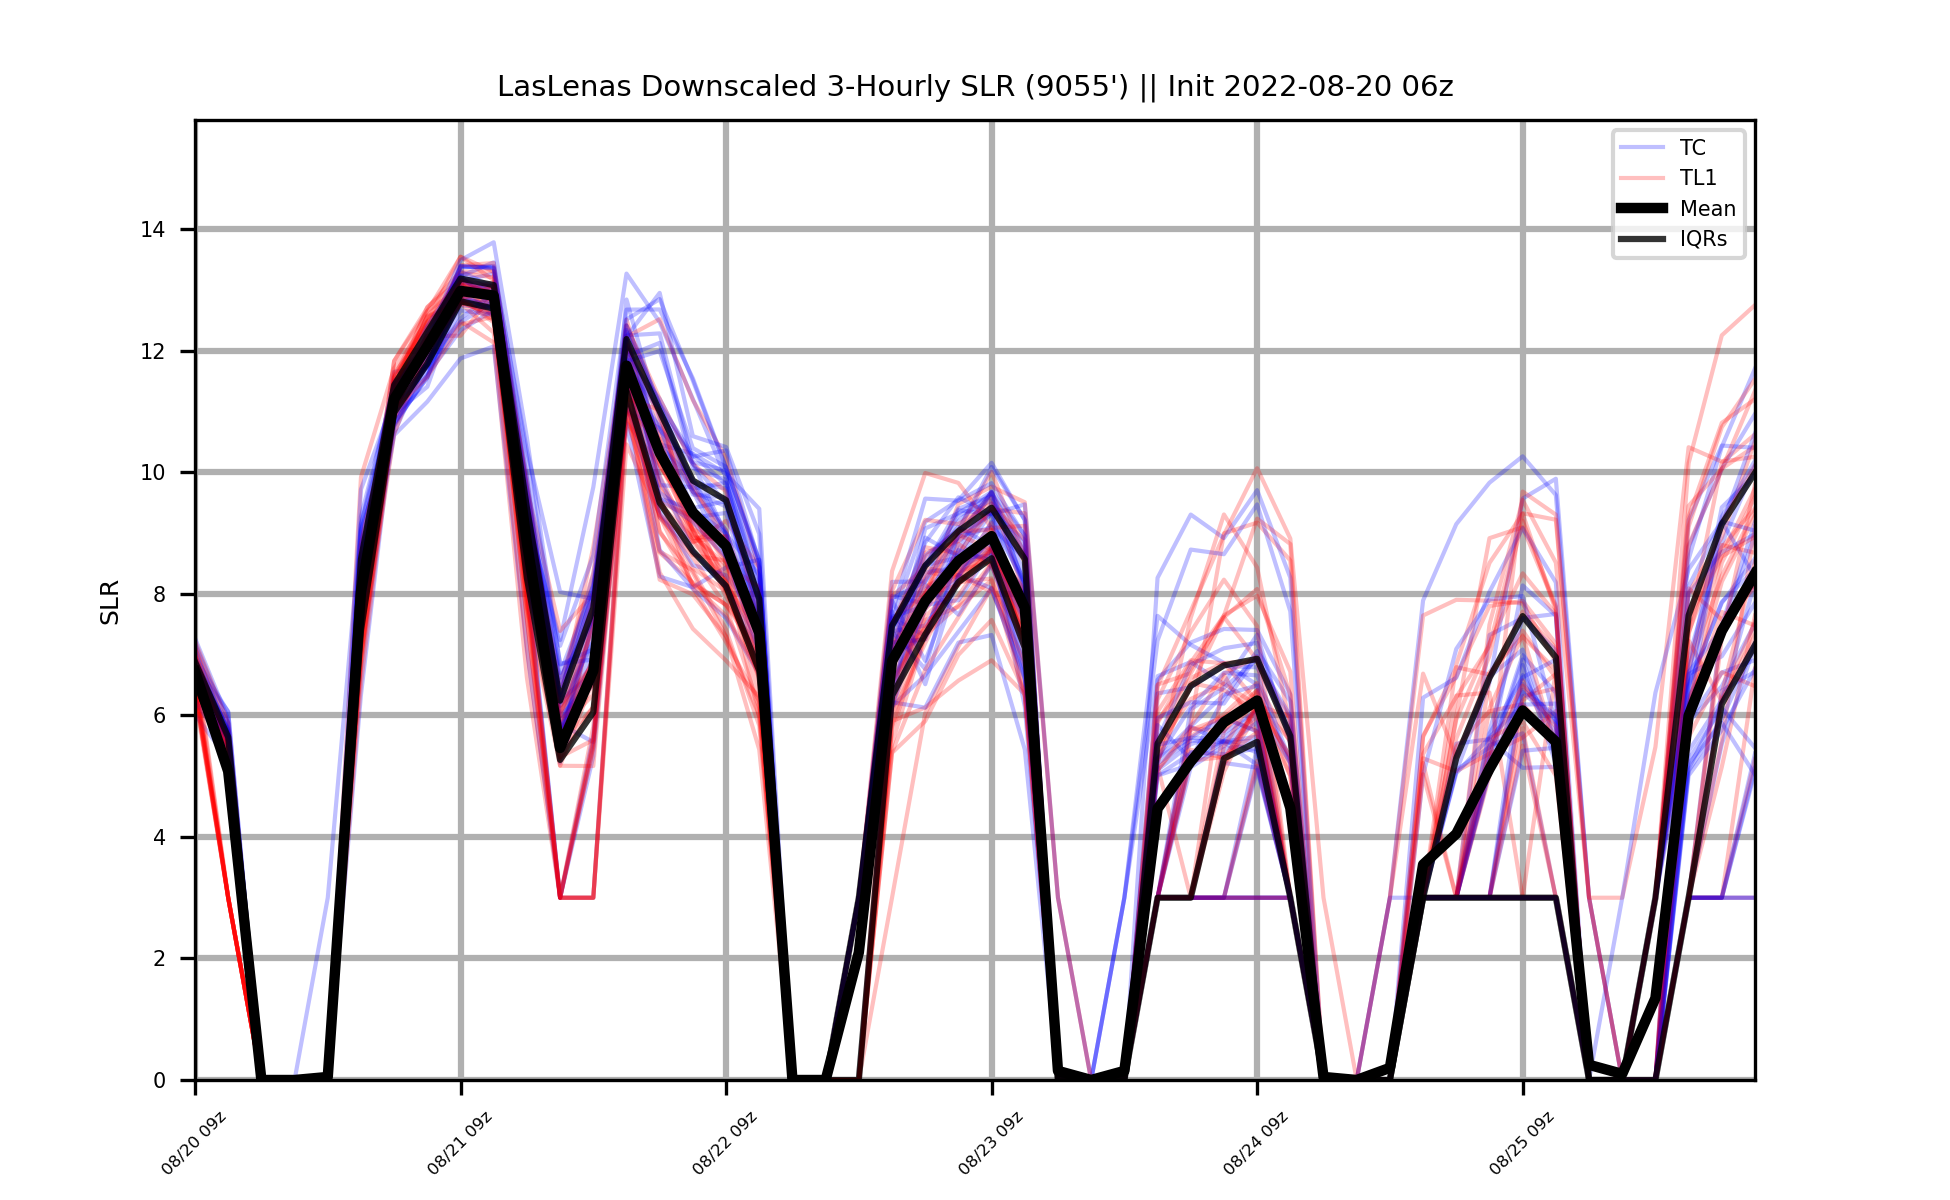 LasLenas Downscaled 3-Hourly SLR (9055') || Init 2022-08-20 06z
TC
TL1
Mean
IQRs
SLR
14
12
10
8
6
4
2
0
08/20 09z
08/21 09z
08/22 09z
08/23 09z
08/24 09z
08/25 09z